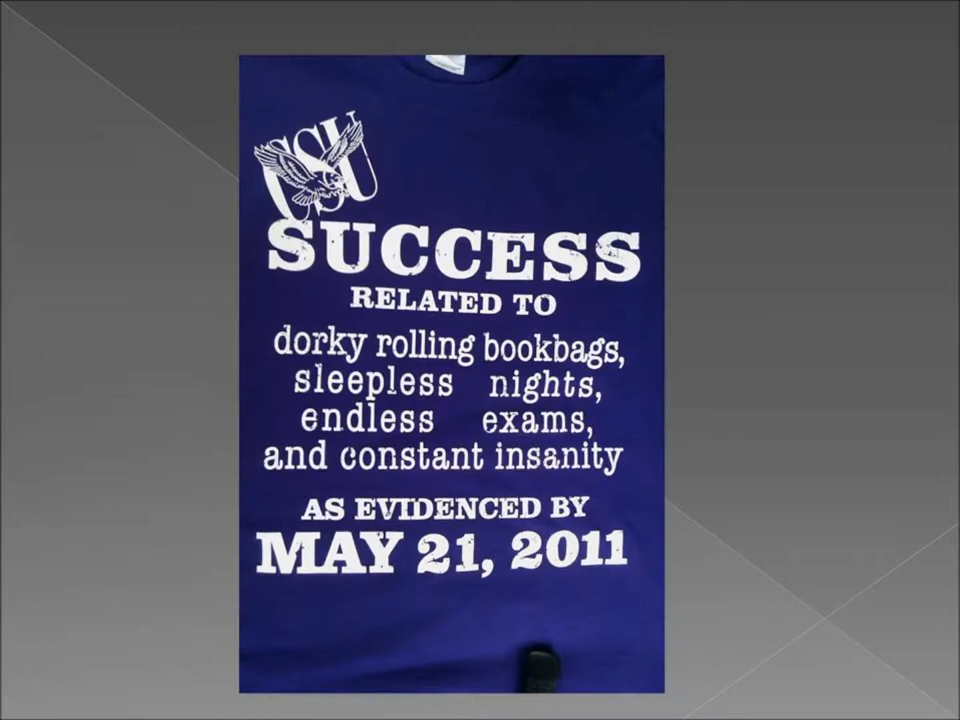 CSU
SUCCESS
RELATED TO
dorky rolling bookbags,
sleepless nights,
endless exams,
and constant insanity
AS EVIDENCED BY
MAY 21, 2011